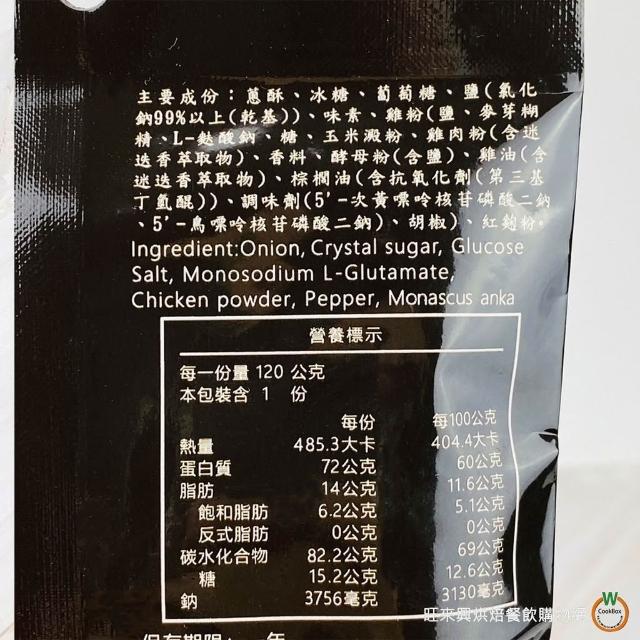 主要成份：蔥酥、冰糖、葡萄糖、鹽(氯化
鈉99%以上(乾基))、味素、雞粉(鹽、麥芽糊
精、L-麩酸鈉、糖、玉米澱粉、雞肉粉(含迷
迭香萃取物)、香料、酵母粉(含鹽)、雞油(含
迷迭香萃取物)、棕櫚油(含抗氧化劑(第三基
丁氫醌))、調味劑(5'-次黃嘌呤核苷磷酸二鈉
、5'-鳥嘌呤核苷磷酸二鈉)、胡椒)、紅麴粉。
Ingredient:Onion, Crystal sugar, Glucose
Salt, Monosodium L-Glutamate,
Chicken powder, Pepper, Monascus anka
營養標示
每一份量 120 公克
本包裝含 1 份
每份 每100公克
熱量 485.3大卡 404.4大卡
蛋白質 72公克 60公克
脂肪 14公克 11.6公克
飽和脂肪 6.2公克 5.1公克
反式脂肪 0公克 0公克
碳水化合物 82.2公克 69公克
糖 15.2公克 12.6公克
鈉 3756毫克 3130毫克
旺來興烘焙餐飲購物
W
CookBox